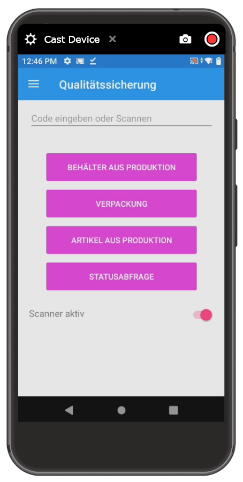 Cast Device
12:46 PM
Qualitätssicherung
Code eingeben oder Scannen
BEHÄLTER AUS PRODUKTION
VERPACKUNG
ARTIKEL AUS PRODUKTION
STATUSABFRAGE
Scanner aktiv